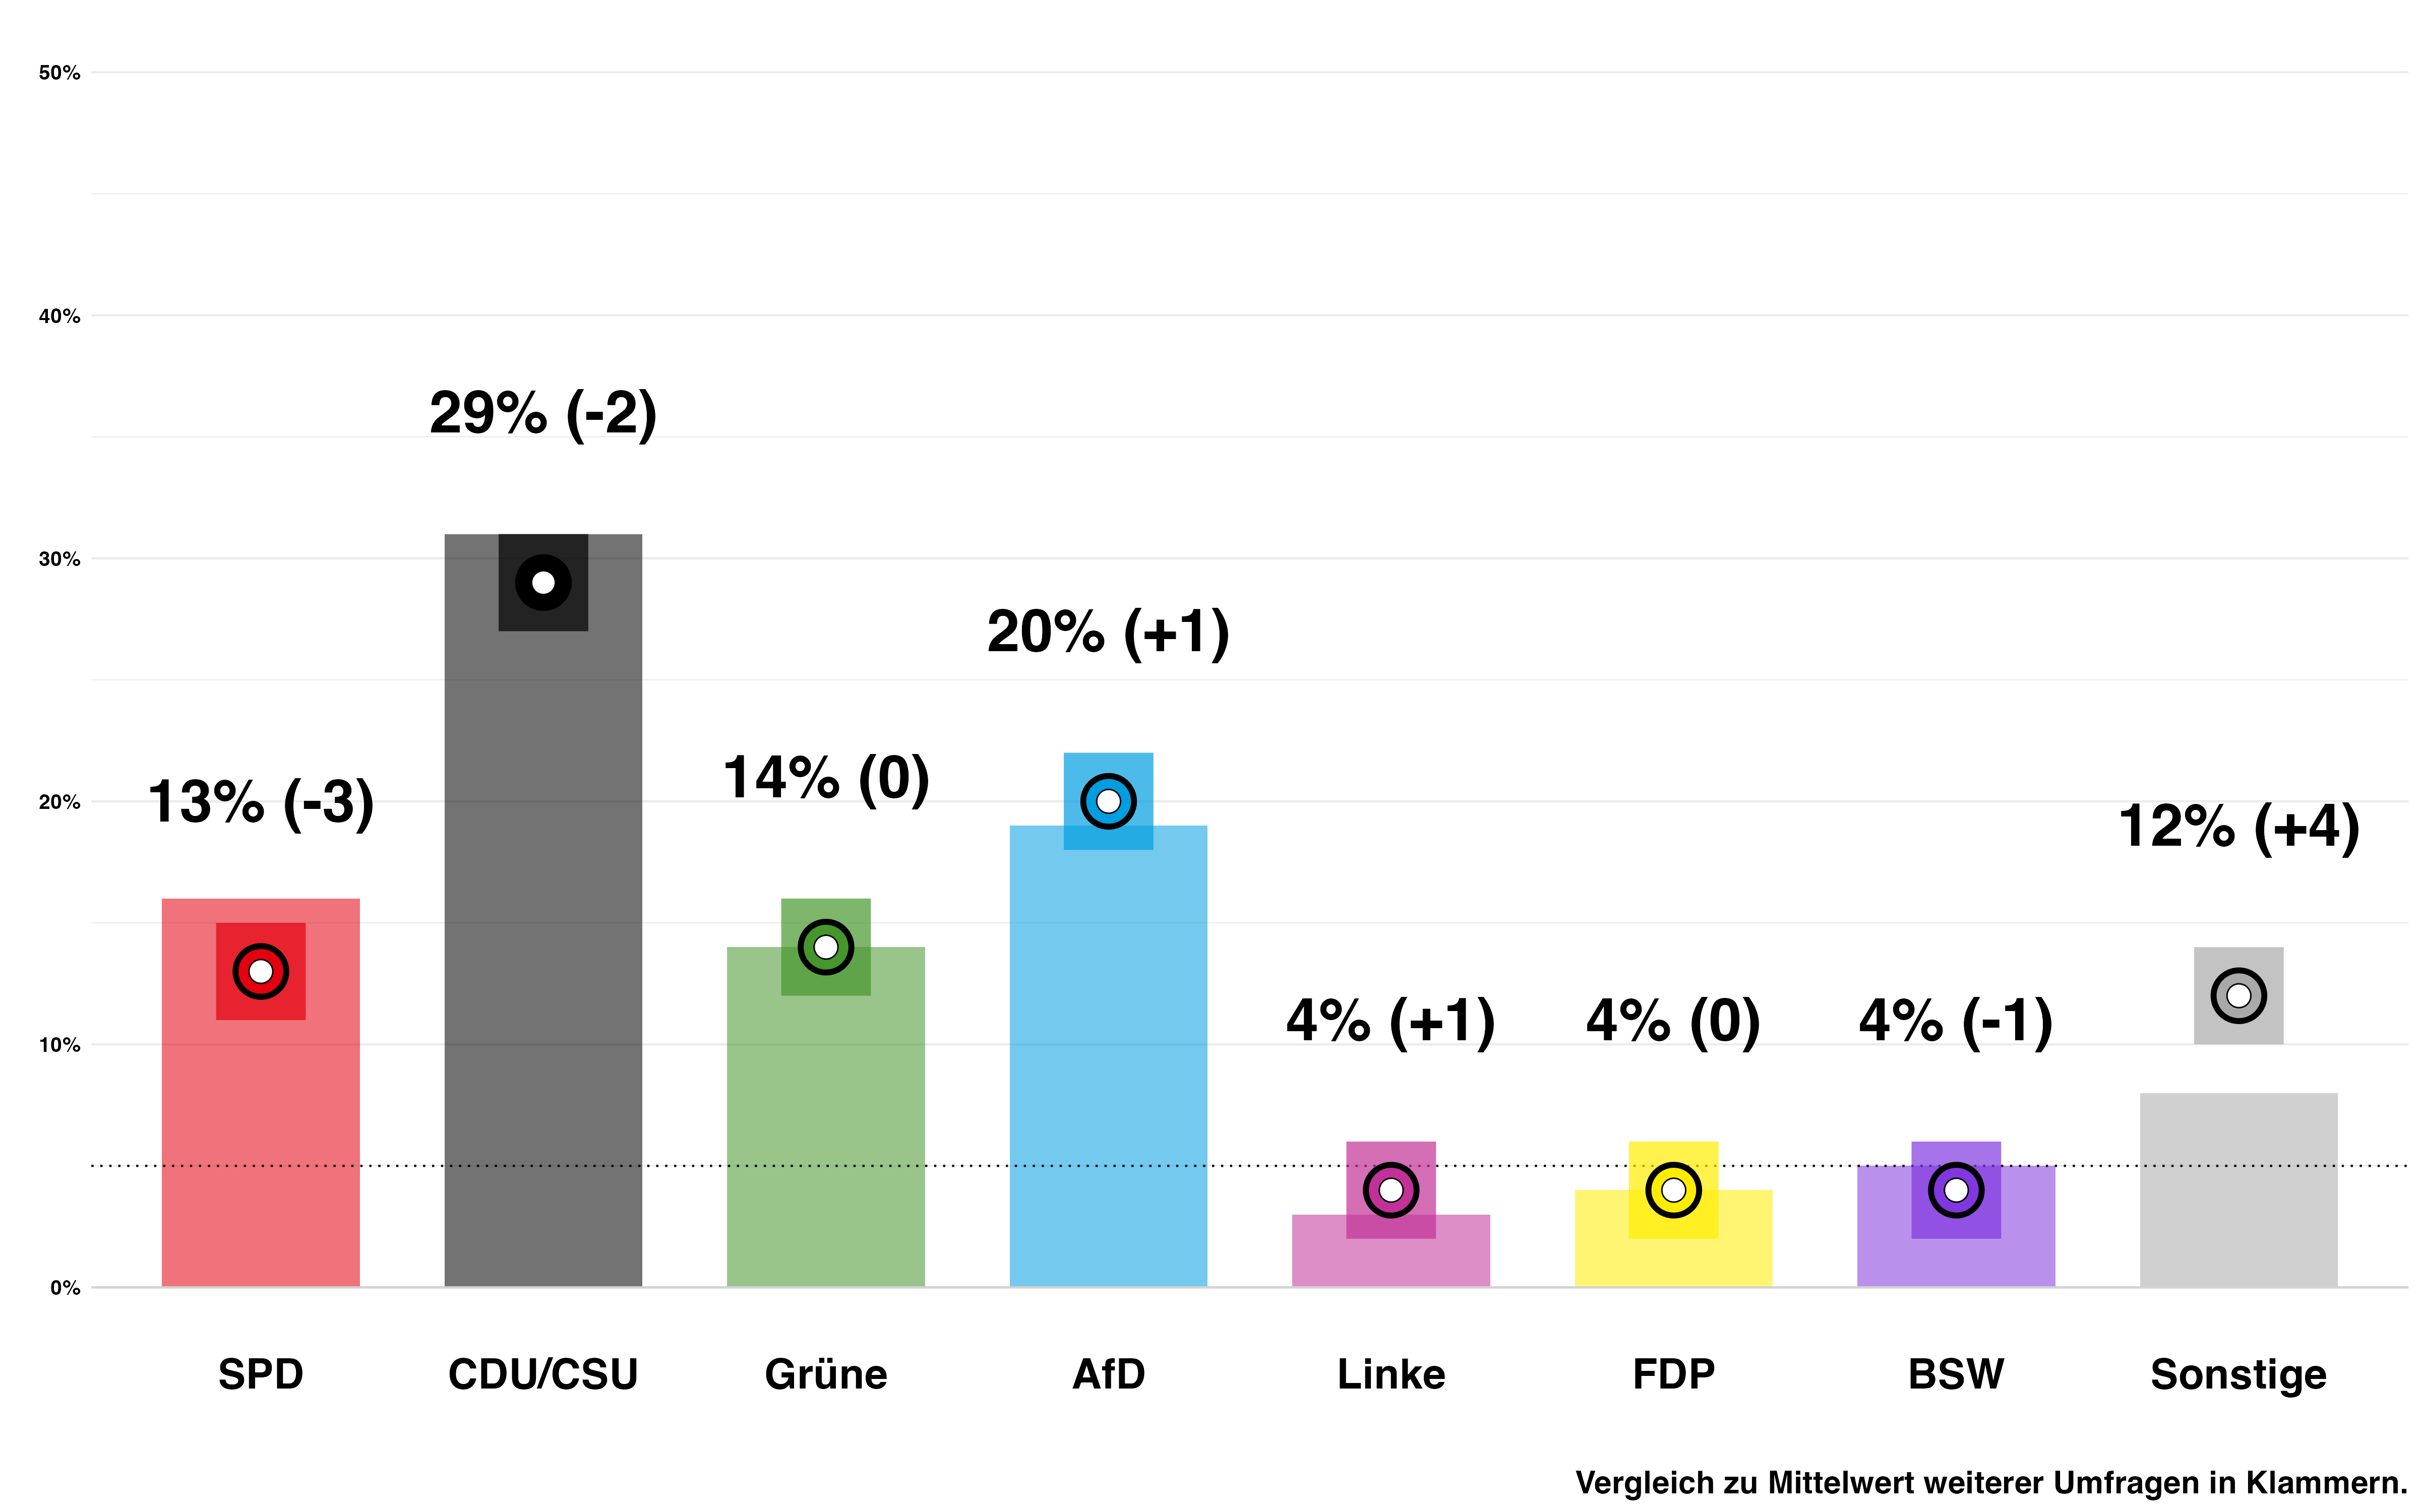 50%
40%
30%
20%
10%
0%
13% (-3)
29% (-2)
14% (0)
20% (+1)
4% (+1)
4% (0)
4% (-1)
12% (+4)
SPD
CDU/CSU
Grüne
AfD
Linke
FDP
BSW
Sonstige
Vergleich zu Mittelwert weiterer Umfragen in Klammern.